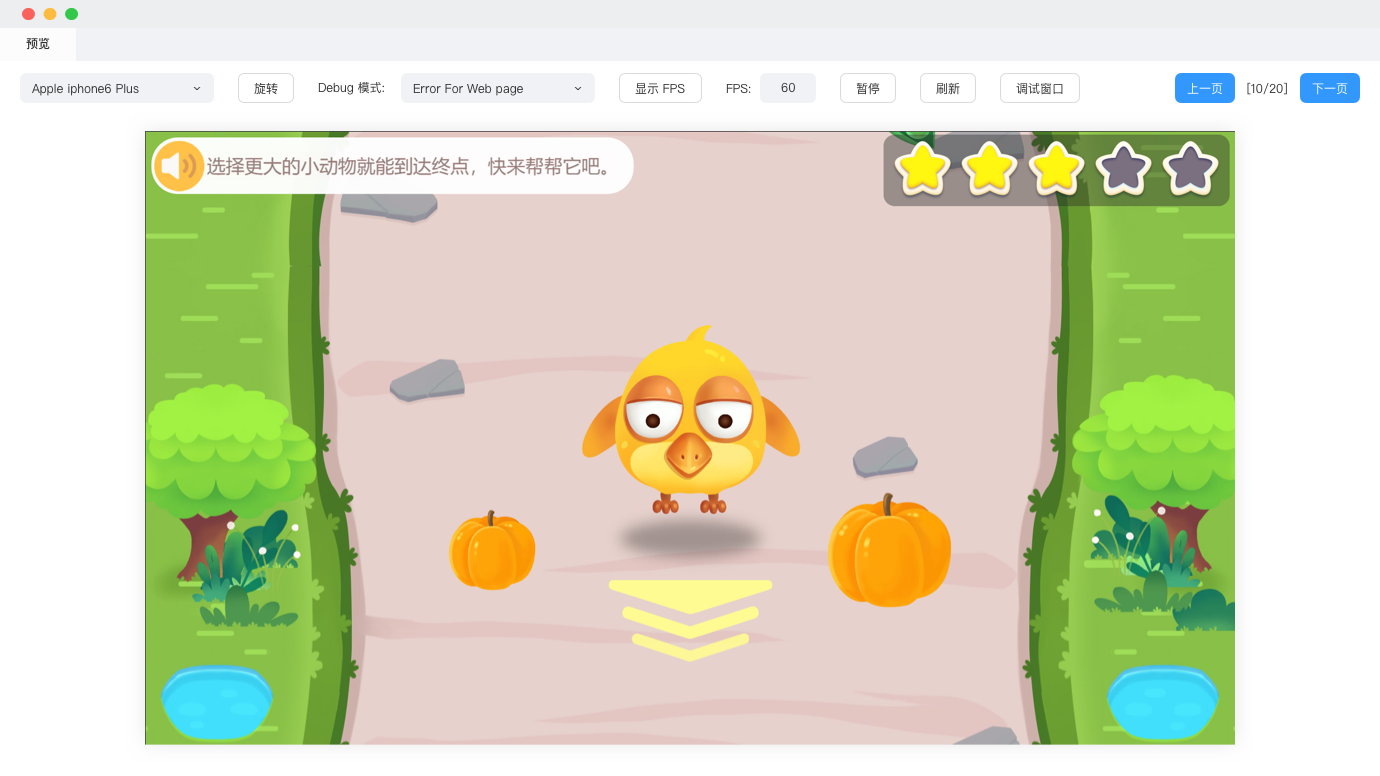 预览
Apple iphone6 Plus 旋转 Debug 模式: Error For Web page 显示 FPS FPS: 60 暂停 刷新 调试窗口 上一页 [10/20] 下一页
选择更大的小动物就能到达终点，快来帮帮它吧。